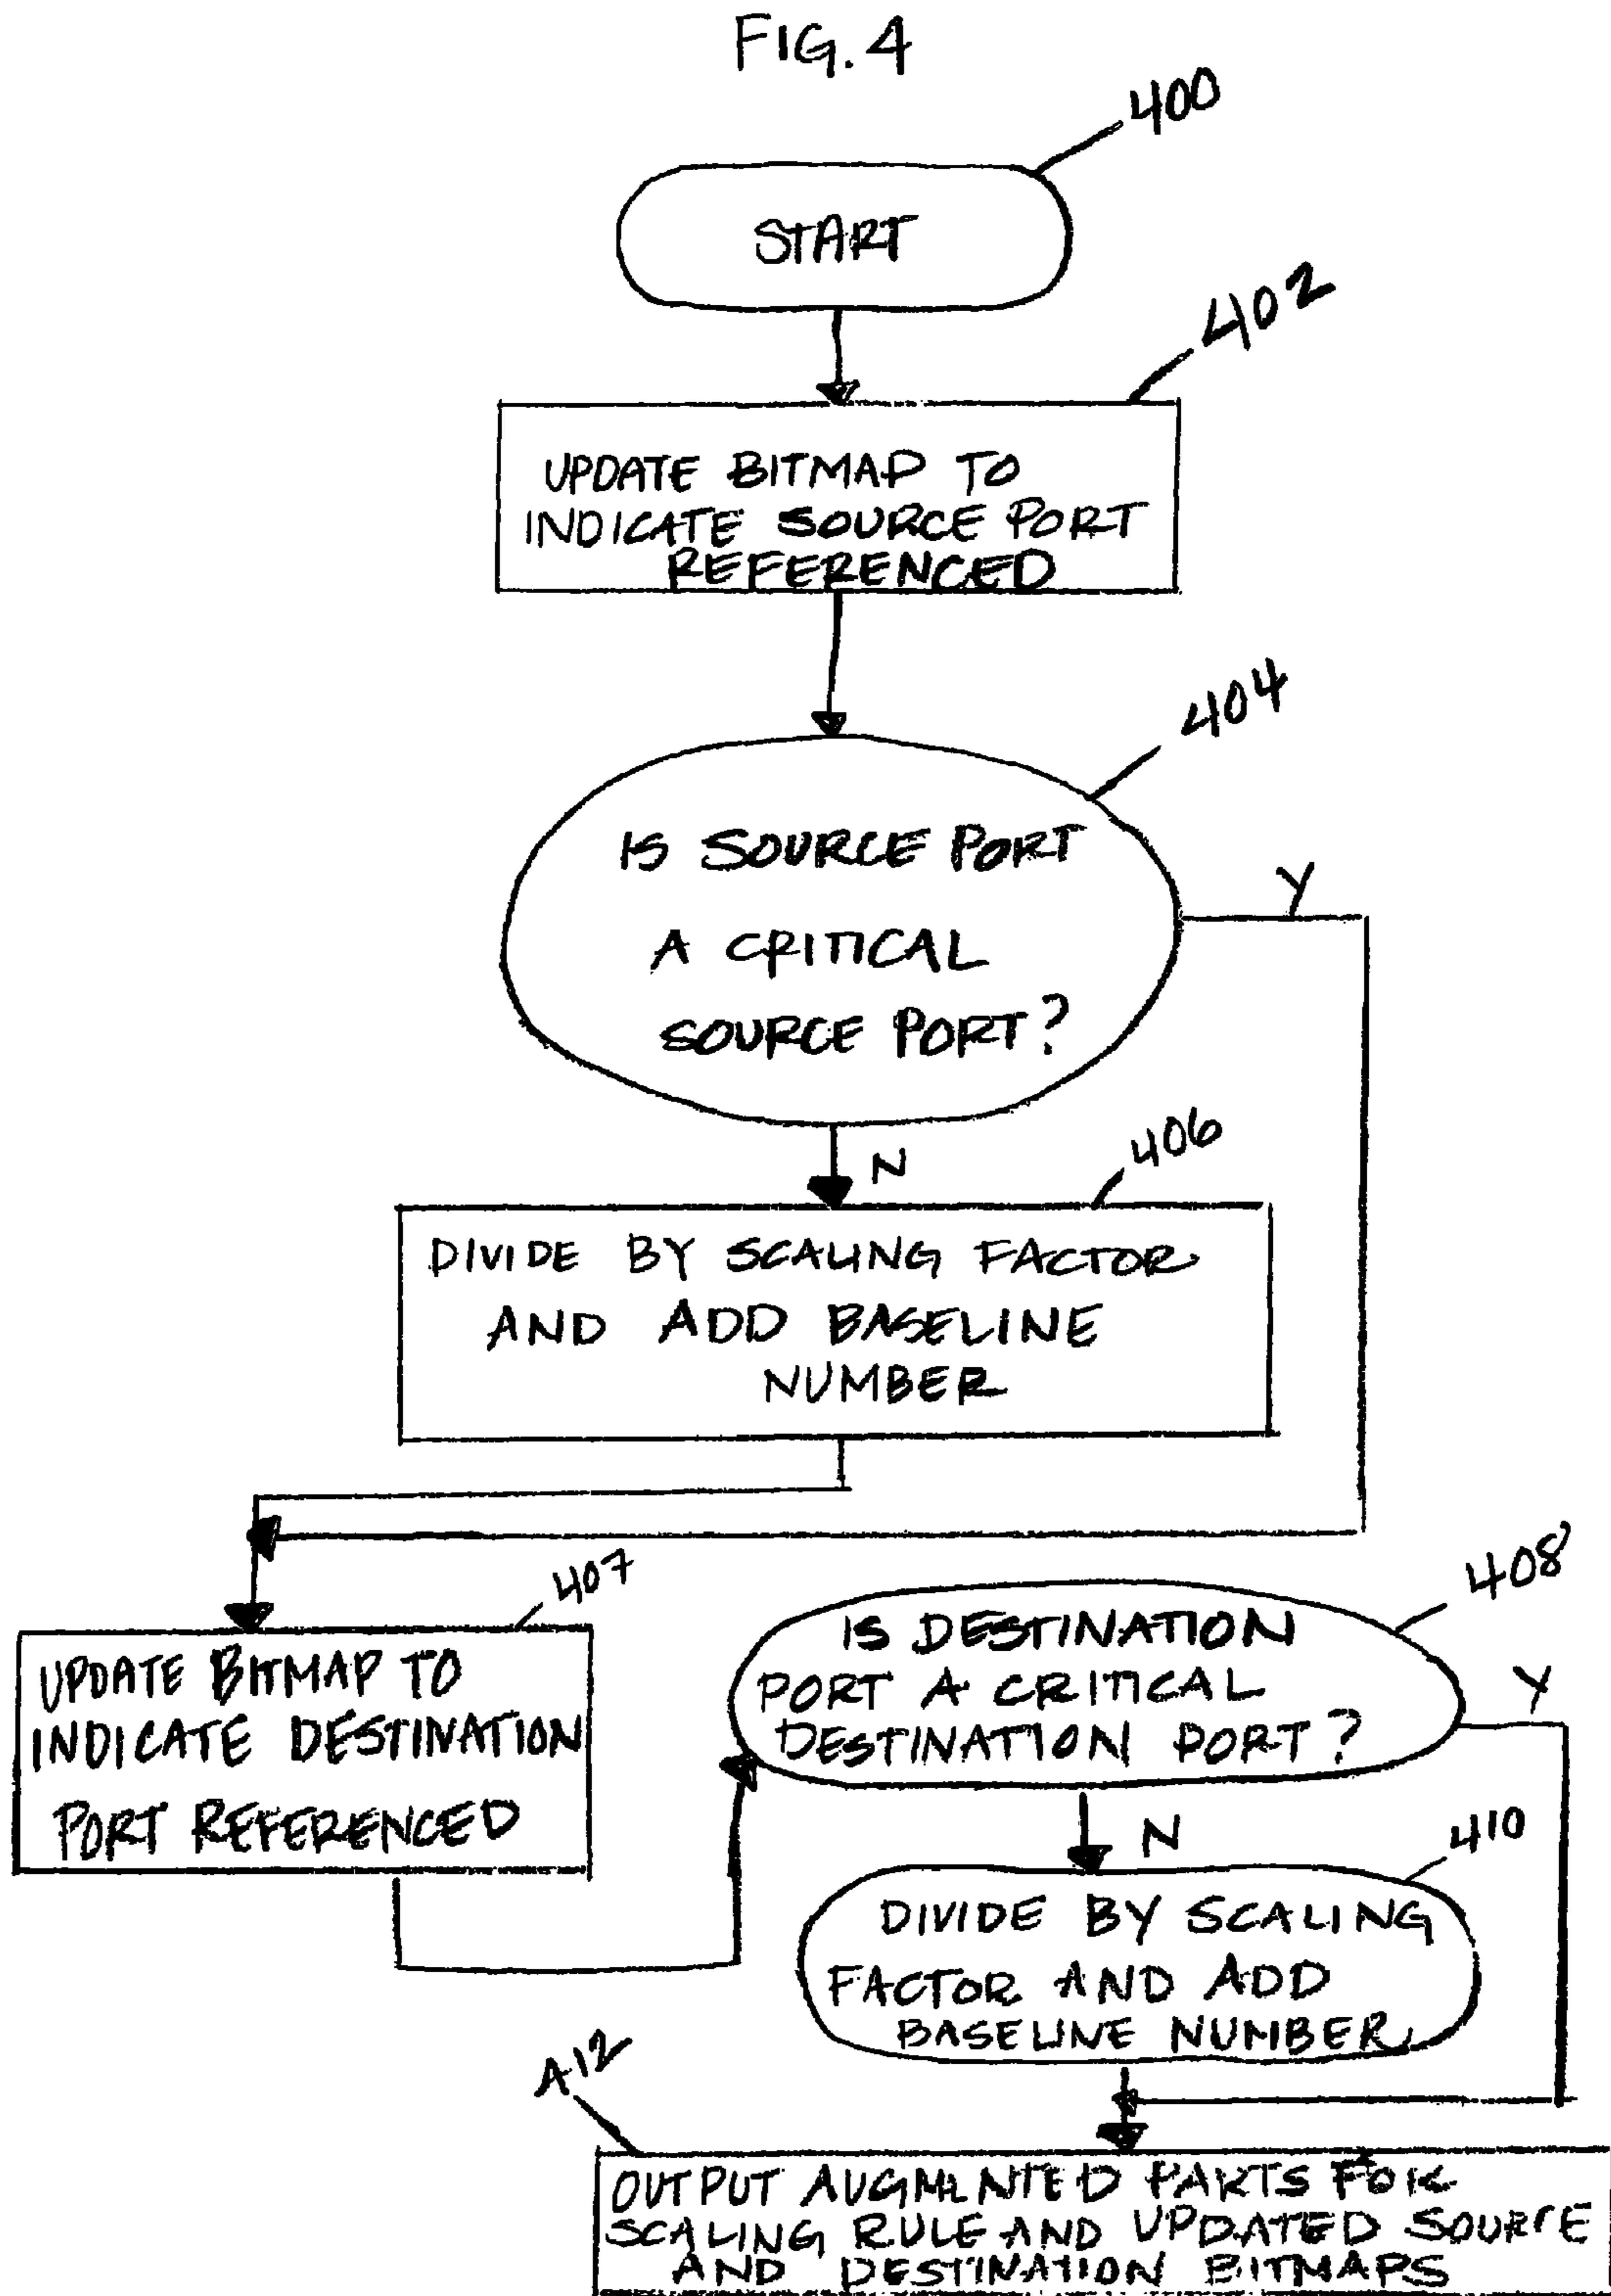 FIG. 4
400
START
402
UPDATE BITMAP TO
INDICATE SOURCE PORT
REFERENCED
404
IS SOURCE PORT
A CRITICAL
SOURCE PORT?
Y
N
406
DIVIDE BY SCALING FACTOR
AND ADD BASELINE
NUMBER
407
UPDATE BITMAP TO
INDICATE DESTINATION
PORT REFERENCED
408
IS DESTINATION
PORT A CRITICAL
DESTINATION PORT?
Y
N
410
DIVIDE BY SCALING
FACTOR AND ADD
BASELINE NUMBER
A12
OUTPUT AUGMENTED PARTS FOR
SCALING RULE AND UPDATED SOURCE
AND DESTINATION BITMAPS